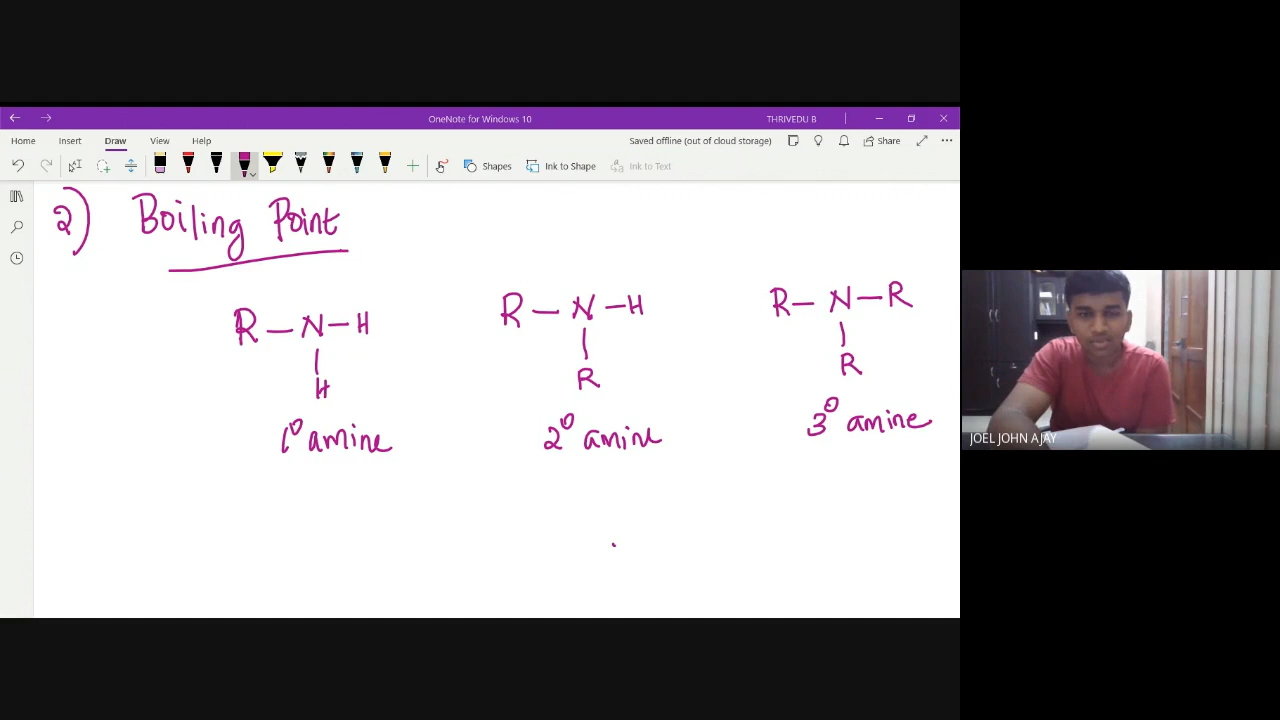 OneNote for Windows 10
THRIVEDU B
Home Insert Draw View Help
Saved offline (out of cloud storage)
Share
Shapes
Ink to Shape
Ink to Text
2) Boiling Point
R – N – H
|
H
1° amine
R – N – H
|
R
2° amine
R – N – R
|
R
3° amine
JOEL JOHN AJAY